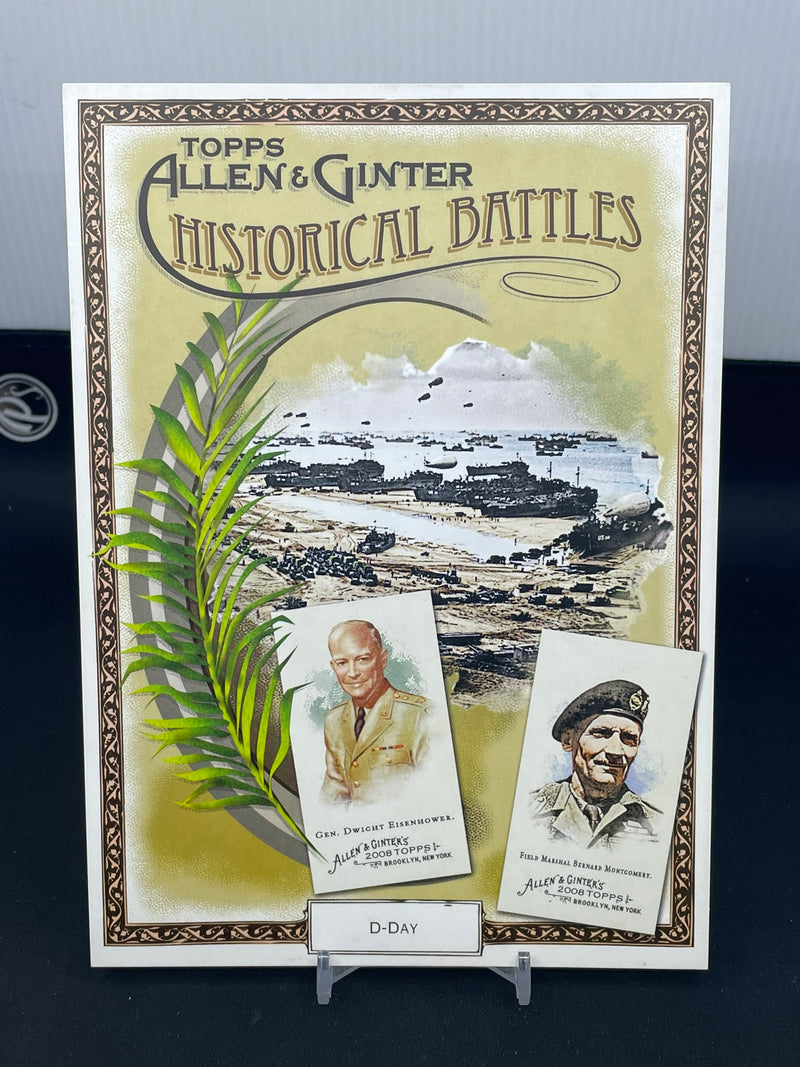 TOPPS
ALLEN & GINTER
HISTORICAL BATTLES
GEN. DWIGHT EISENHOWER.
ALLEN & GINTER'S
2008 TOPPS
BROOKLYN, NEW YORK
FIELD MARSHAL BERNARD MONTGOMERY.
ALLEN & GINTER'S
2008 TOPPS
BROOKLYN, NEW YORK
D-DAY